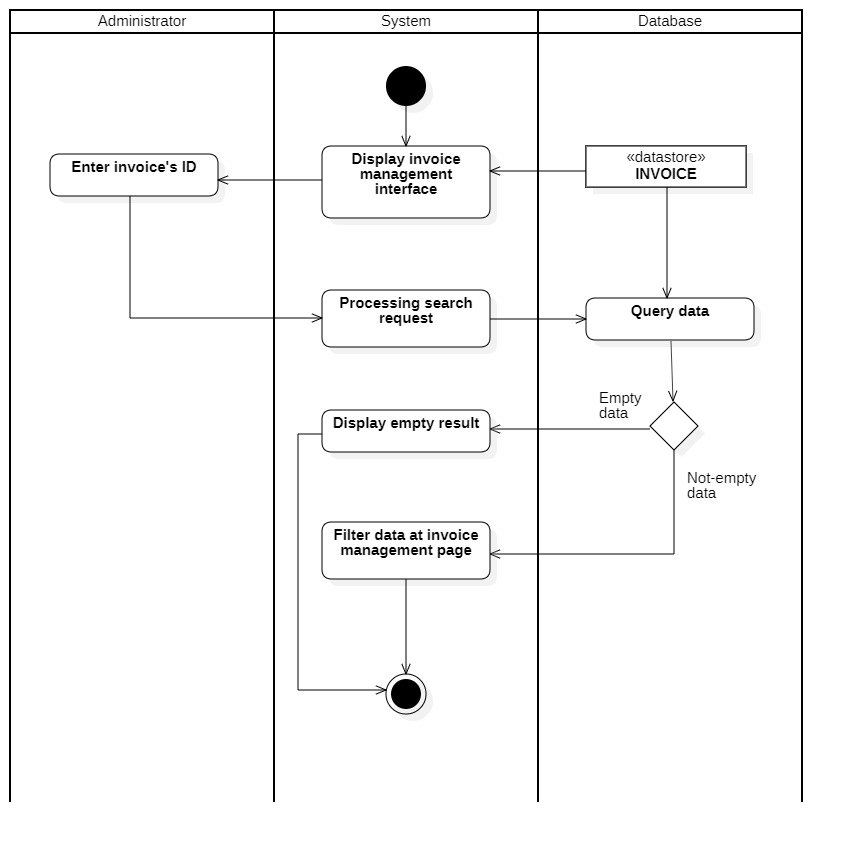 Administrator
System
Database
Enter invoice's ID
Display invoice
management
interface
«datastore»
INVOICE
Processing search
request
Query data
Empty
data
Display empty result
Not-empty
data
Filter data at invoice
management page